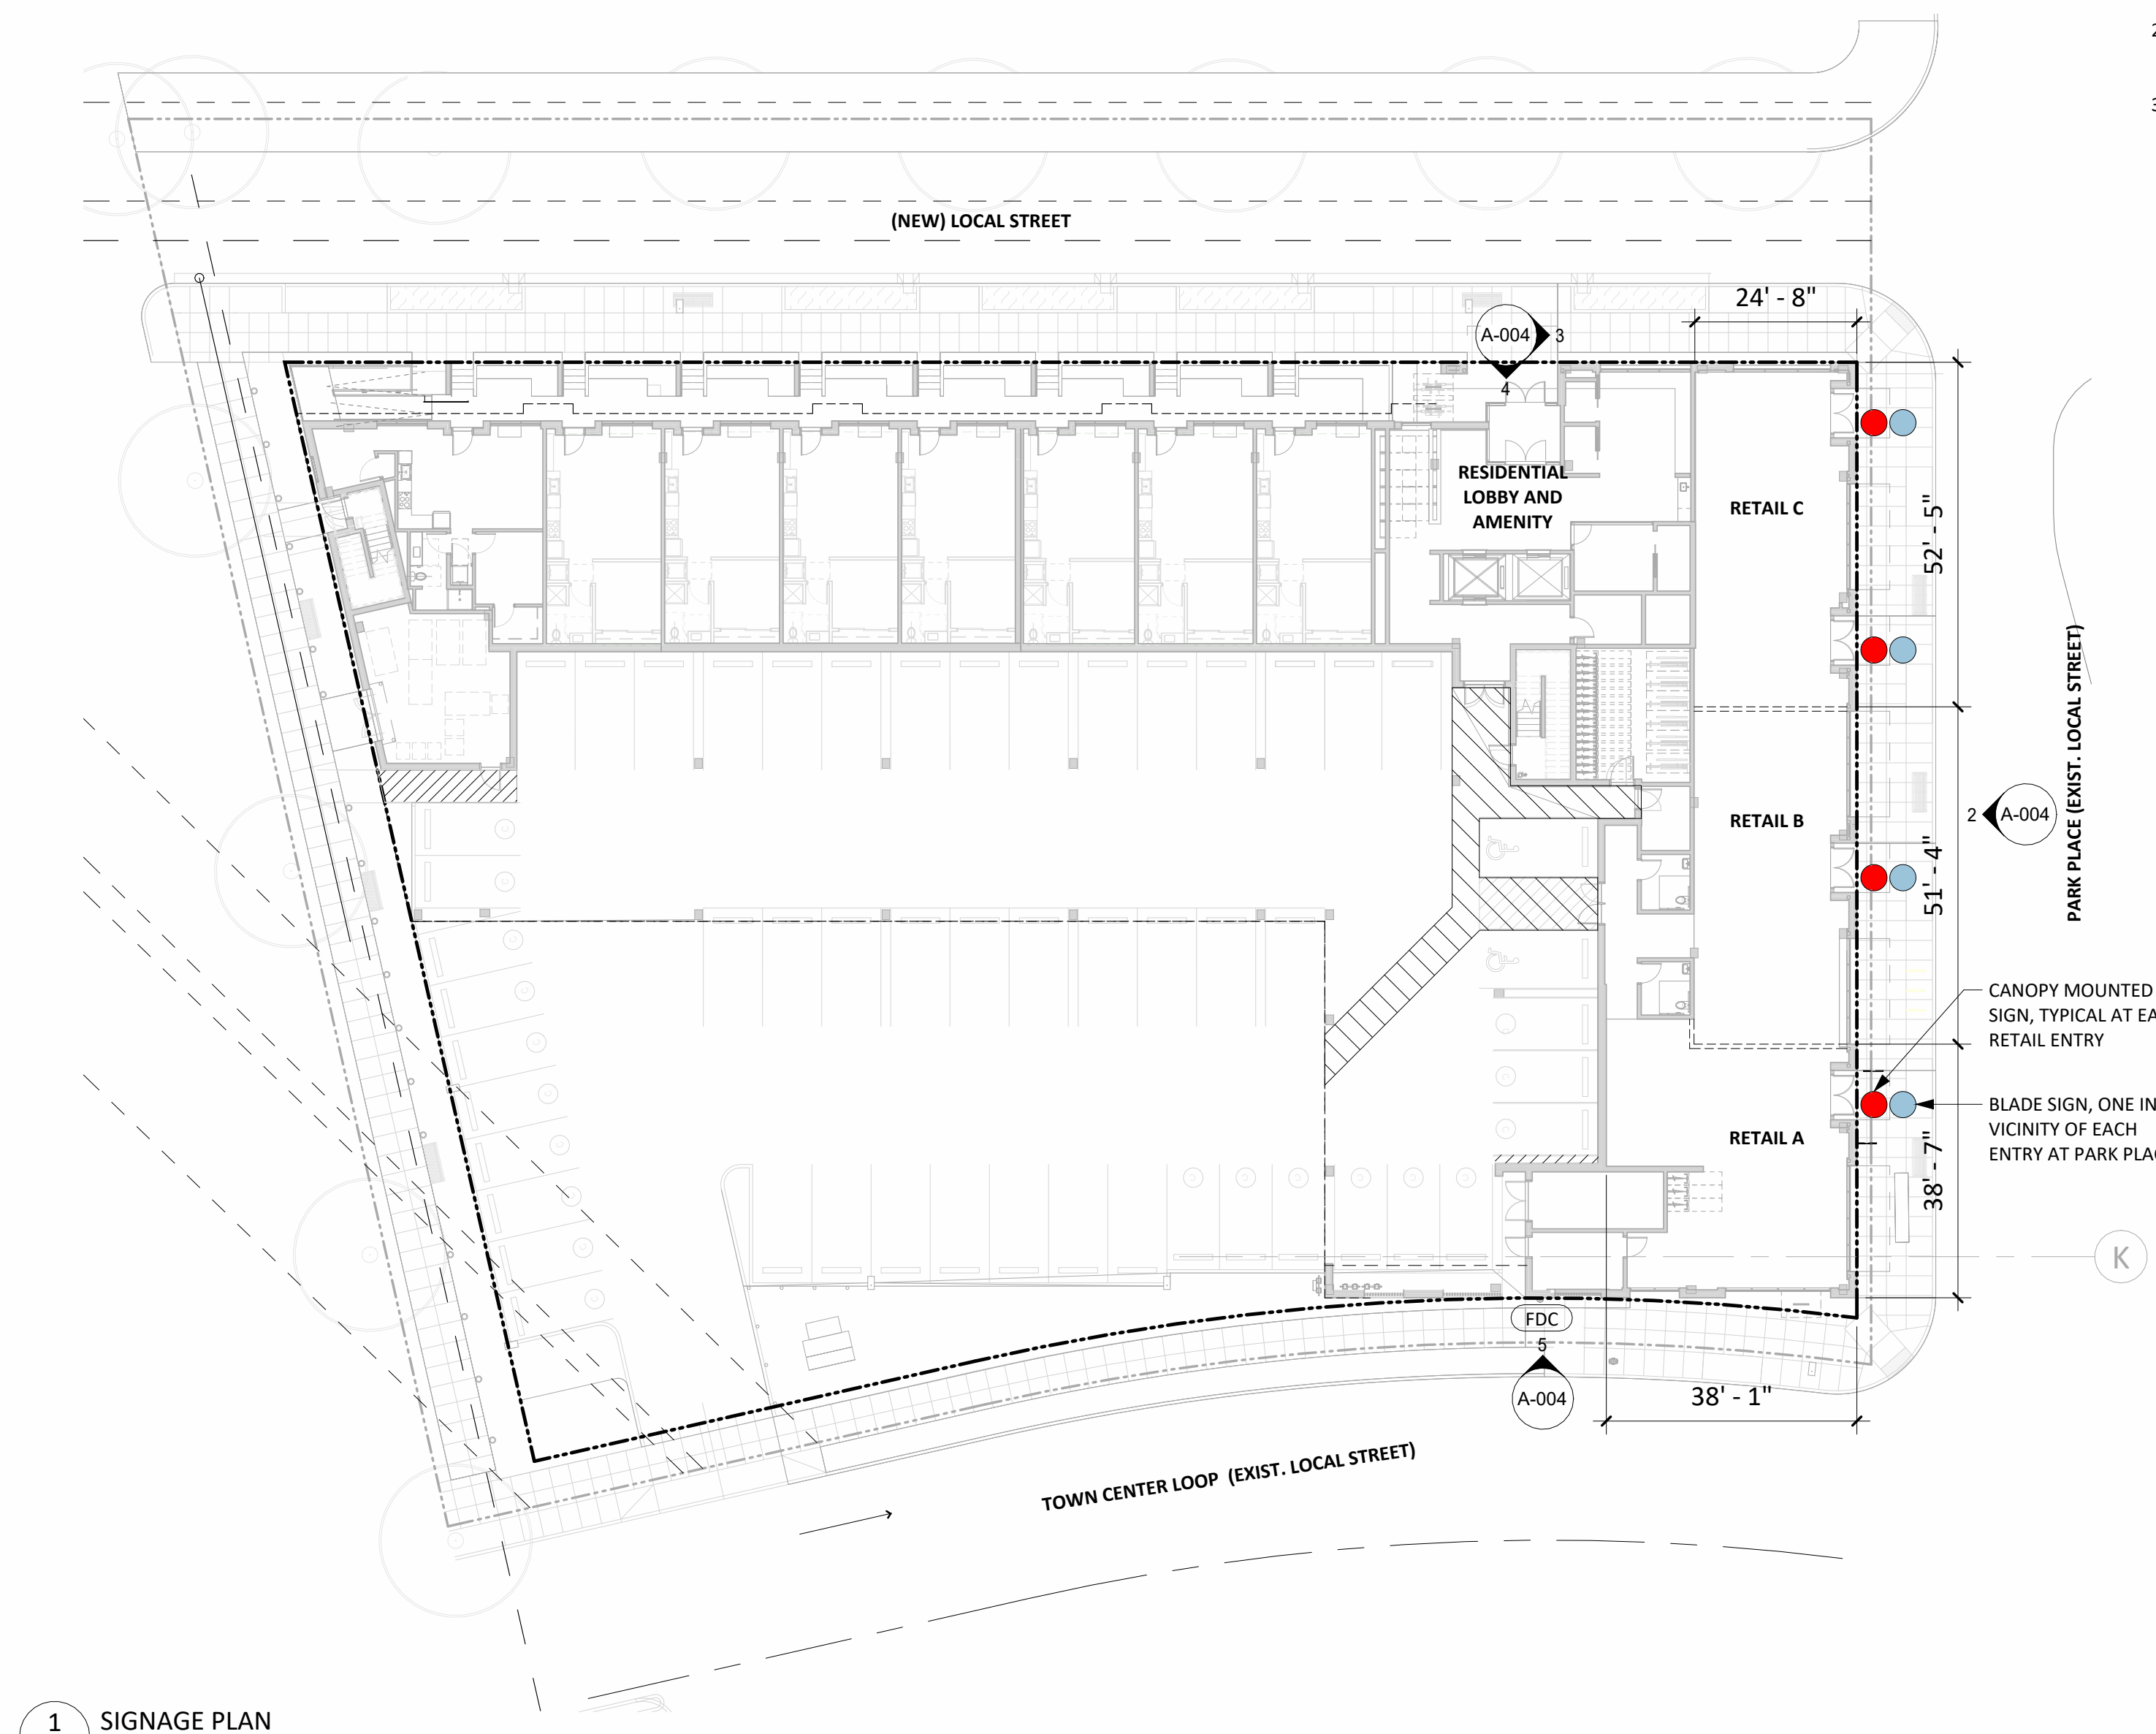 2
3
(NEW) LOCAL STREET
24' - 8"
A-004
3
4
RESIDENTIAL
LOBBY AND
AMENITY
RETAIL C
52' - 5"
PARK PLACE (EXIST. LOCAL STREET)
RETAIL B
2
A-004
51' - 4"
CANOPY MOUNTED
SIGN, TYPICAL AT EA
RETAIL ENTRY
BLADE SIGN, ONE IN
VICINITY OF EACH
ENTRY AT PARK PLA
RETAIL A
38' - 7"
K
FDC
5
A-004
38' - 1"
TOWN CENTER LOOP (EXIST. LOCAL STREET)
1
SIGNAGE PLAN